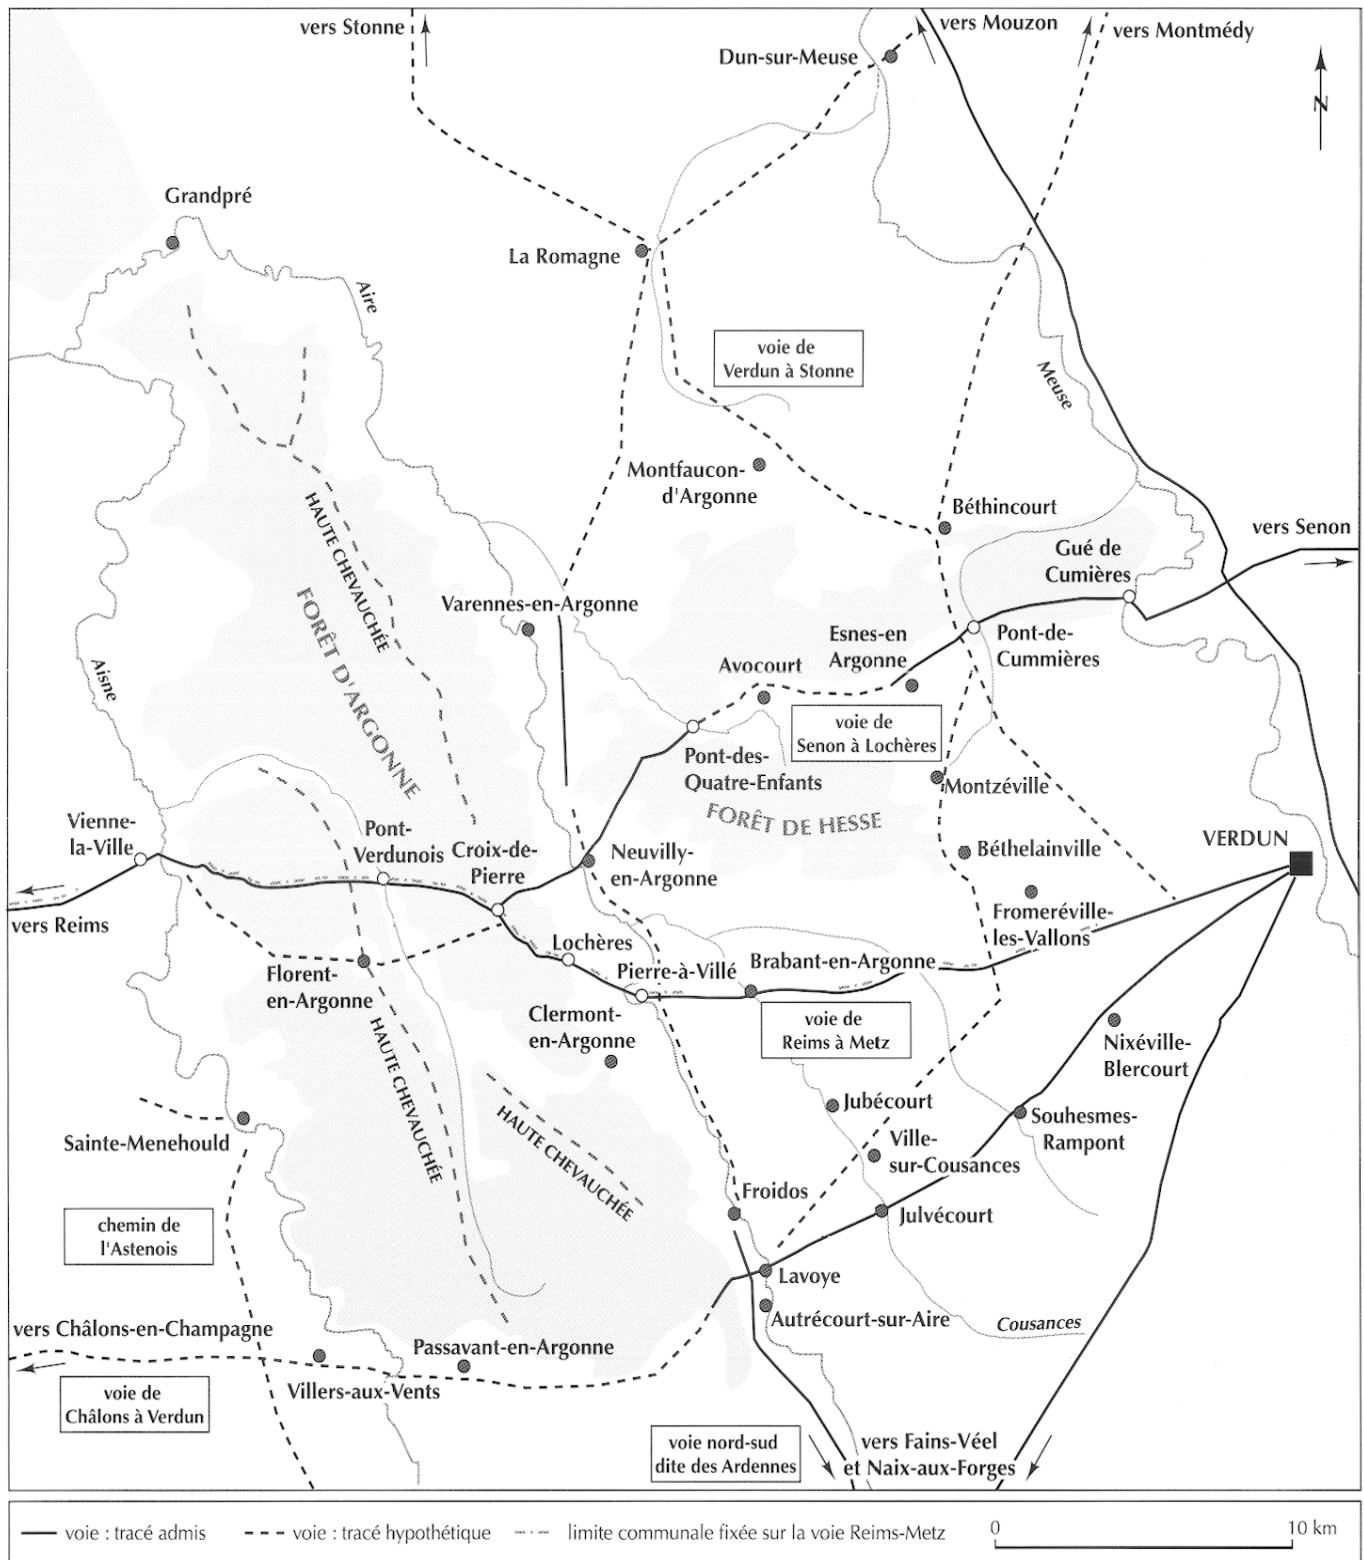 vers Stonne
vers Mouzon
vers Montmédy
Dun-sur-Meuse
N
Grandpré
Aire
La Romagne
voie de
Verdun à Stonne
Meuse
Montfaucon-
d'Argonne
HAUTE CHEVAUCHÉE
Béthincourt
vers Senon
Gué de
Cumières
FORÊT D'ARGONNE
Varennes-en-Argonne
Esnes-en
Argonne
Pont-de-
Cummières
Aisne
Avocourt
voie de
Senon à Lochères
Pont-des-
Quatre-Enfants
Montzéville
FORÊT DE HESSE
Vienne-
la-Ville
Pont-
Verdunois
Croix-de-
Pierre
Neuvilly-
en-Argonne
Béthelainville
VERDUN
vers Reims
Fromeréville-
les-Vallons
Lochères
Florent-
en-Argonne
Pierre-à-Villé
Brabant-en-Argonne
Clermont-
en-Argonne
voie de
Reims à Metz
HAUTE CHEVAUCHÉE
Nixéville-
Blercourt
Sainte-Menehould
HAUTE CHEVAUCHÉE
Jubécourt
Souhesmes-
Rampont
Ville-
sur-Cousances
Froidos
Julvécourt
chemin de
l'Astenois
Lavoye
Autrécourt-sur-Aire
Cousances
vers Châlons-en-Champagne
Passavant-en-Argonne
Villers-aux-Vents
voie de
Châlons à Verdun
voie nord-sud
dite des Ardennes
vers Fains-Véel
et Naix-aux-Forges
voie : tracé admis
voie : tracé hypothétique
limite communale fixée sur la voie Reims-Metz
0
10 km